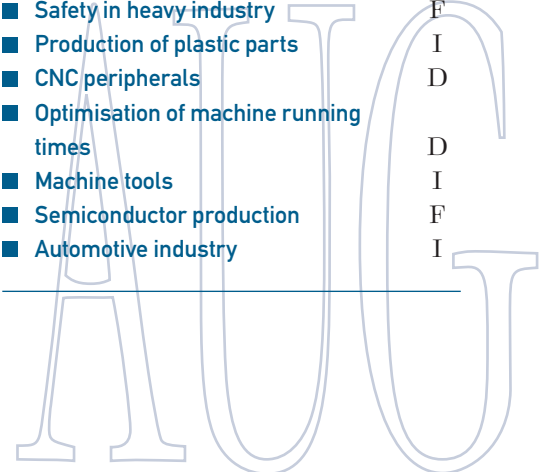 Safety in heavy industry F
Production of plastic parts I
CNC peripherals D
Optimisation of machine running
times D
Machine tools I
Semiconductor production F
Automotive industry I
AUG